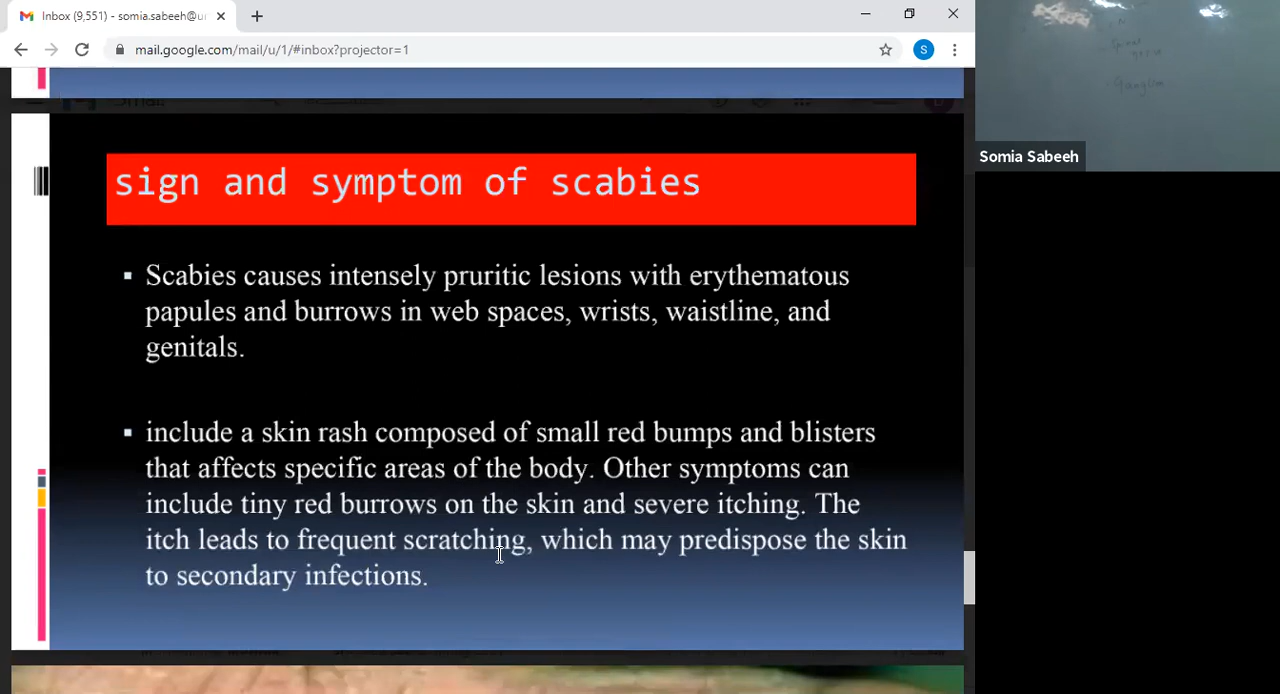 Inbox (9,551) - somia.sabeeh@u
mail.google.com/mail/u/1/#inbox?projector=1
S
Ganglion
Somia Sabeeh
sign and symptom of scabies
▪ Scabies causes intensely pruritic lesions with erythematous
papules and burrows in web spaces, wrists, waistline, and
genitals.
▪ include a skin rash composed of small red bumps and blisters
that affects specific areas of the body. Other symptoms can
include tiny red burrows on the skin and severe itching. The
itch leads to frequent scratching, which may predispose the skin
to secondary infections.